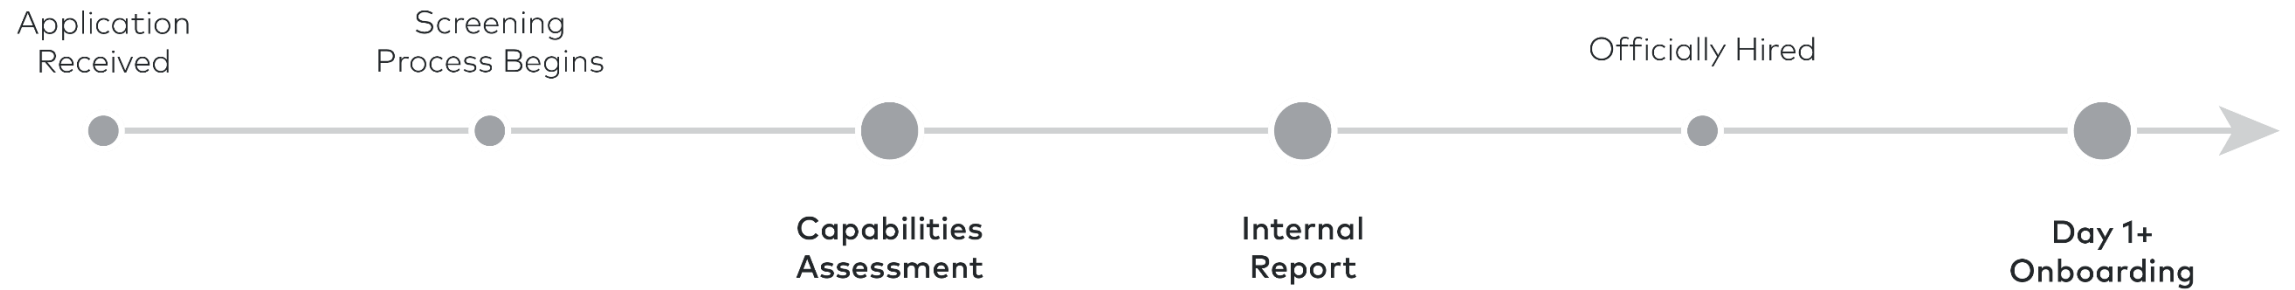 Application
Received
Screening
Process Begins
Capabilities
Assessment
Internal
Report
Officially Hired
Day 1+
Onboarding